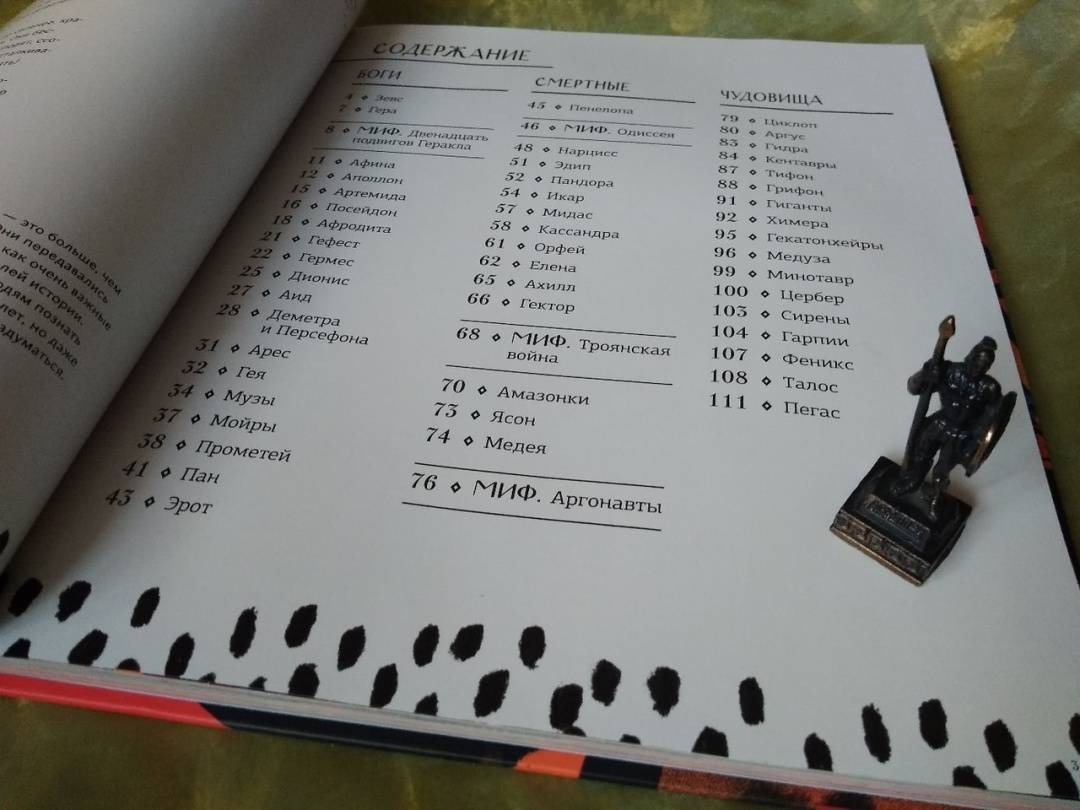 это больше, чем
передавались
как очень важные
лей истории.
познать
лет, но даже
СОДЕРЖАНИЕ
БОГИ
4 Зевс
7 Гера
8 МИФ. Двенадцать
подвигов Геракла
11 Афина
12 Аполлон
15 Артемида
16 Посейдон
18 Афродита
21 Гефест
22 Гермес
25 Дионис
27 Аид
28 Деметра
и Персефона
31 Арес
32 Гея
34 Музы
37 Мойры
38 Прометей
41 Пан
43 Эрот
СМЕРТНЫЕ
45 Пенелопа
46 МИФ. Одиссея
48 Нарцисс
51 Эдип
52 Пандора
54 Икар
57 Мидас
58 Кассандра
61 Орфей
62 Елена
65 Ахилл
66 Гектор
68 МИФ. Троянская
война
70 Амазонки
73 Ясон
74 Медея
76 МИФ. Аргонавты
ЧУДОВИЩА
79 Циклоп
80 Аргус
83 Гидра
84 Кентавры
87 Тифон
88 Грифон
91 Гиганты
92 Химера
95 Гекатонхейры
96 Медуза
99 Минотавр
100 Цербер
103 Сирены
104 Гарпии
107 Феникс
108 Талос
111 Пегас
3